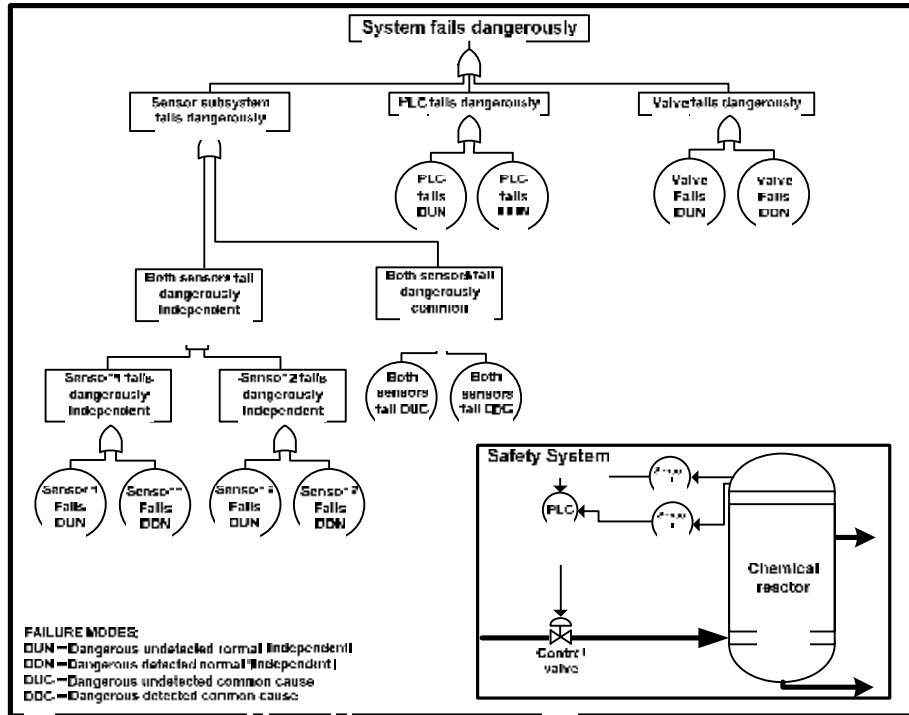 System fails dangerously
Sensor subsystem
fails dangerously
PLC fails dangerously
Valve fails dangerously
PLC
fails
DUN
PLC
fails
Valve
Fails
DUN
Valve
Fails
DDN
Both sensors fail
dangerously
Independent
Both sensors fail
dangerously
common
Sensor 1 fails
dangerously
Independent
Sensor 2 fails
dangerously
Independent
Both
sensors
fail DUC
Both
sensors
fail DDC
Sensor 1
Fails
DUN
Sensor
Fails
DDN
Sensor
Fails
DUN
Sensor 2
Fails
DDN
Safety System
PLC
Chemical
reactor
Control
valve
FAILURE MODES:
DUN – Dangerous undetected normal (Independent)
DDN – Dangerous detected normal (Independent)
DUC – Dangerous undetected common cause
DDC – Dangerous detected common cause